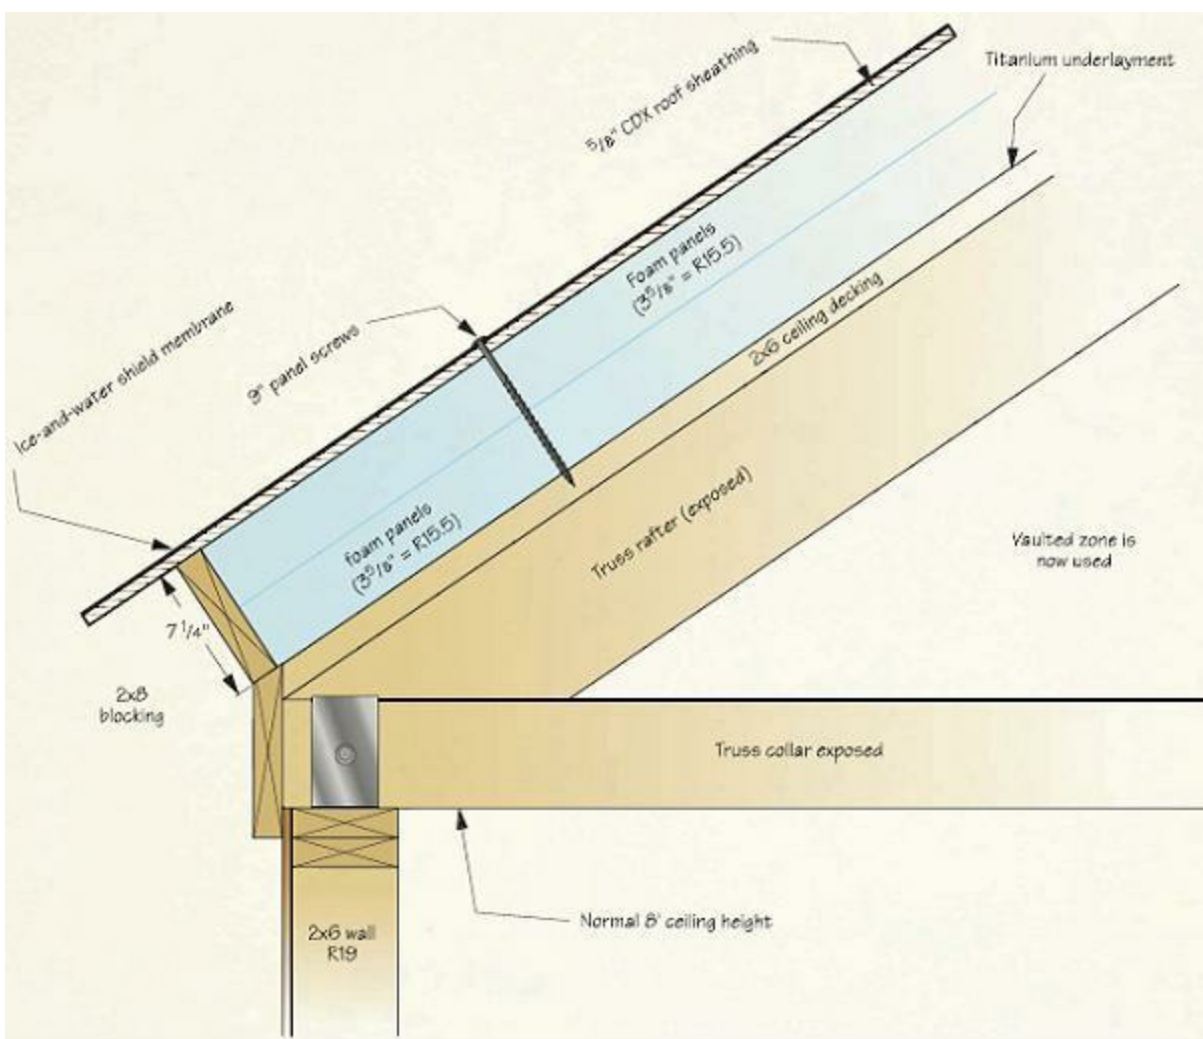 Titanium underlayment
5/8" CDX roof sheathing
Foam panels
(3 5/8" = R15.5)
2x6 ceiling decking
9" panel screws
Ice-and-water shield membrane
foam panels
(3 5/8" = R15.5)
Truss rafter (exposed)
Vaulted zone is
now used
7 1/4"
2x8
blocking
Truss collar exposed
Normal 8' ceiling height
2x6 wall
R19